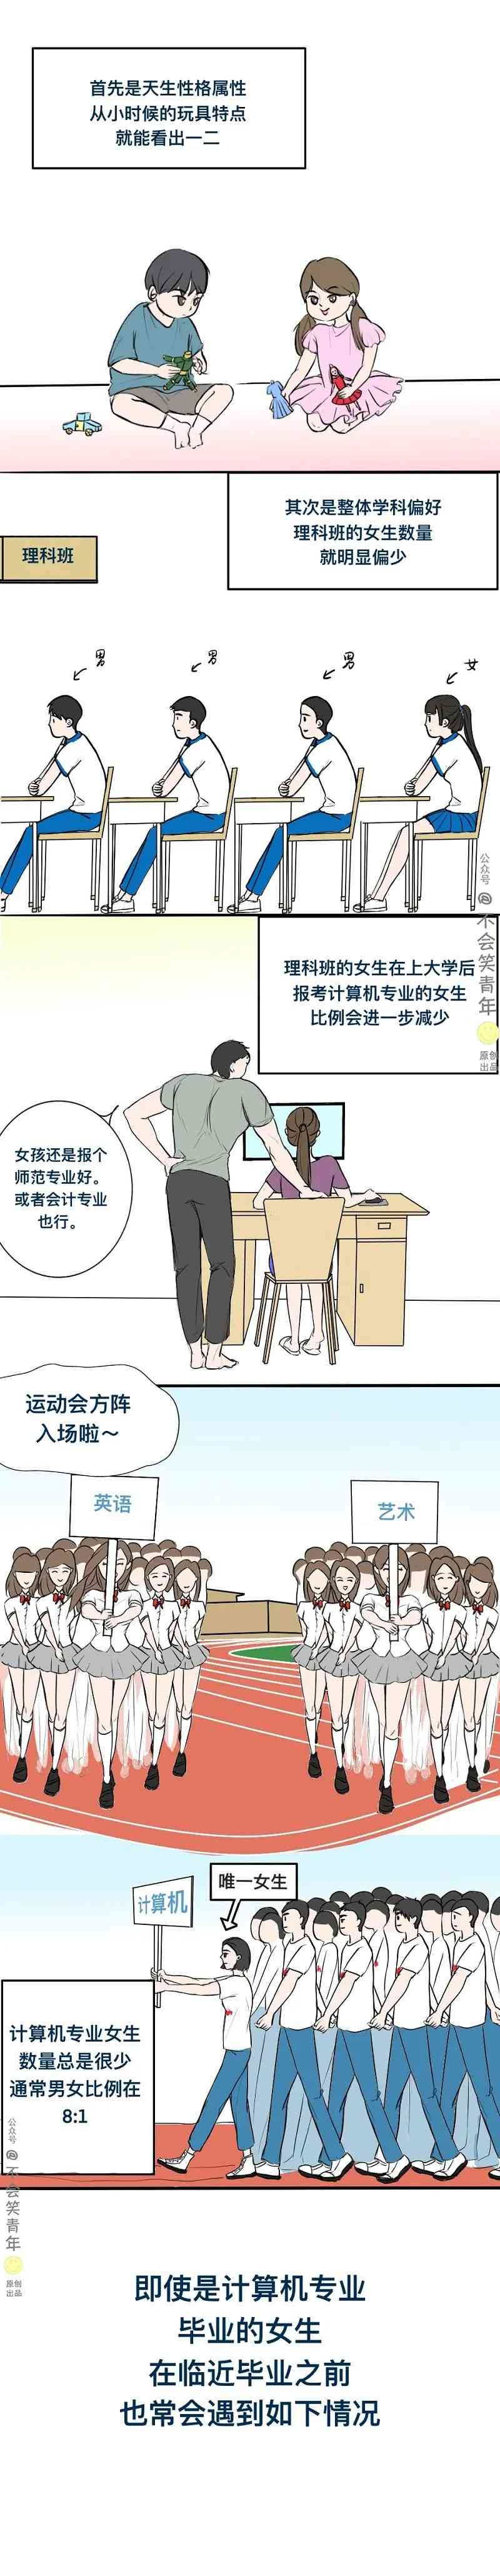 首先是天生性格属性
从小时候的玩具特点
就能看出一二
其次是整体学科偏好
理科班的女生数量
就明显偏少
理科班
男
男
男
女
公众号@不会笑青年
原创
出品
理科班的女生在上大学后
报考计算机专业的女生
比例会进一步减少
女孩还是报个
师范专业好。
或者会计专业
也行。
运动会方阵
入场啦～
英语
艺术
唯一女生
计算机
计算机专业女生
数量总是很少
通常男女比例在
8:1
公众号@不会笑青年
原创
出品
即使是计算机专业
毕业的女生
在临近毕业之前
也常会遇到如下情况